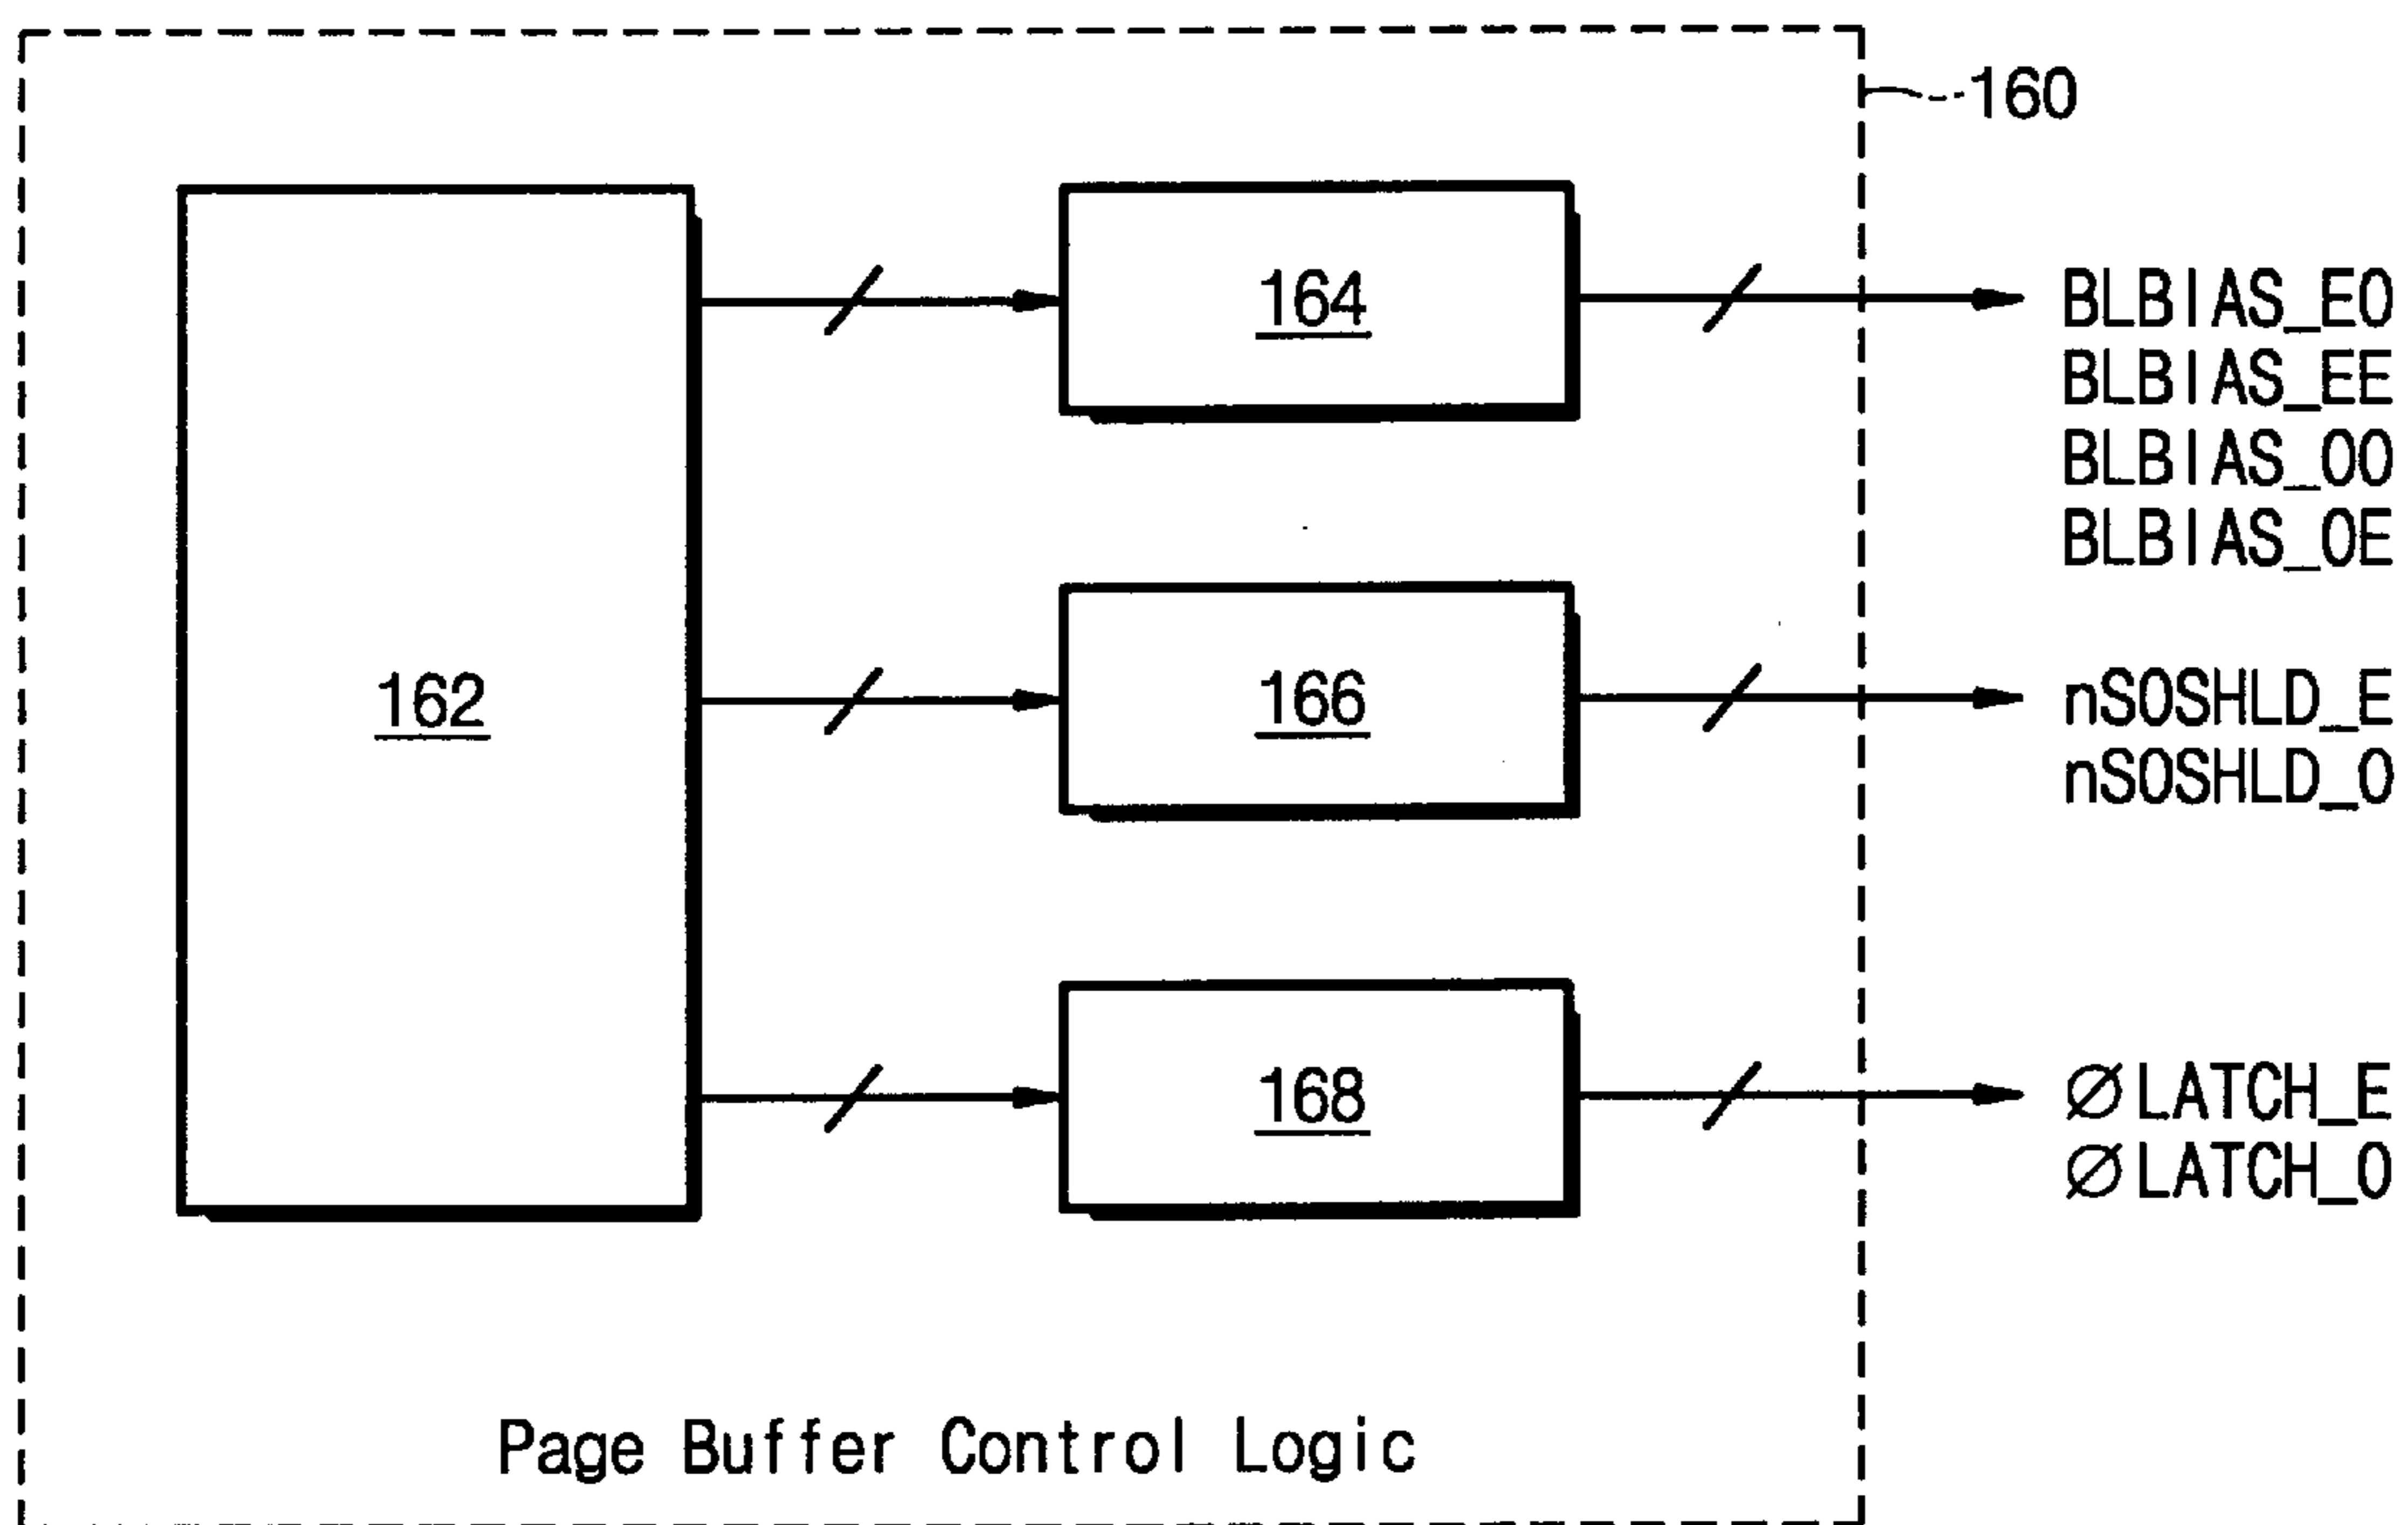 160
164
BLBIAS_EO
BLBIAS_EE
BLBIAS_OO
BLBIAS_OE
162
166
nSOSHLD_E
nSOSHLD_O
168
ØLATCH_E
ØLATCH_O
Page Buffer Control Logic